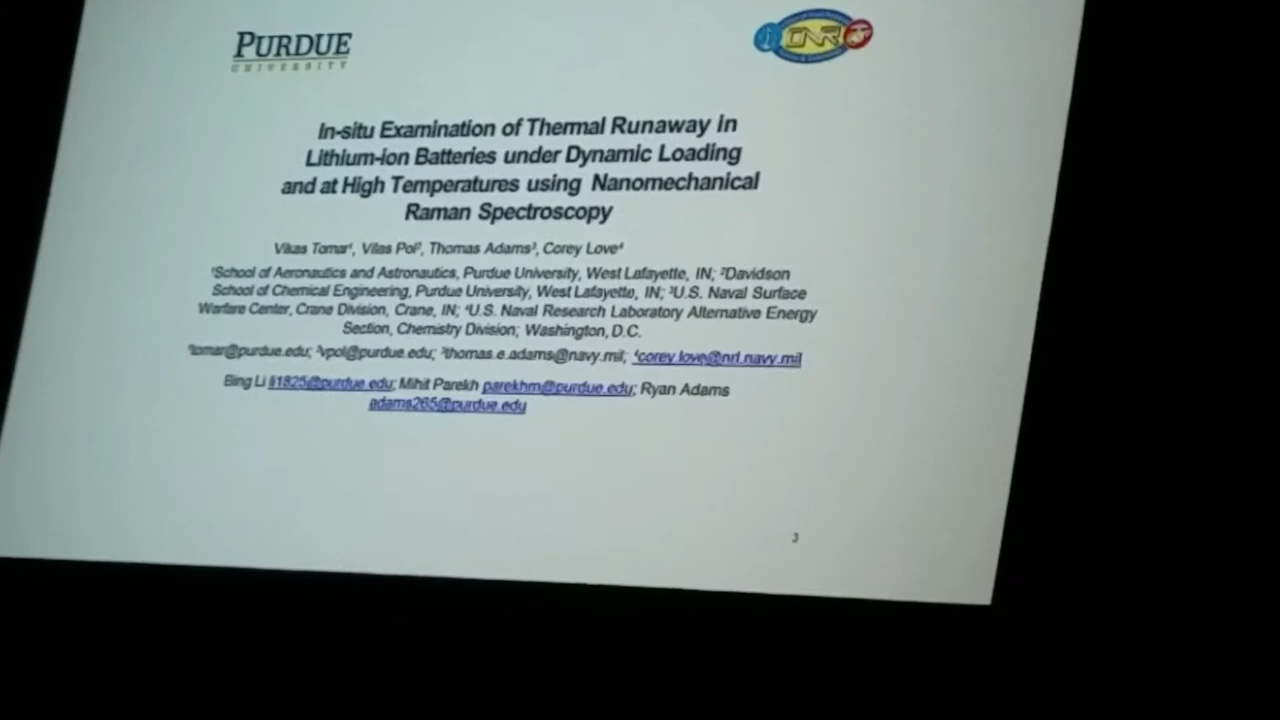 PURDUE
UNIVERSITY
ONR
In-situ Examination of Thermal Runaway in
Lithium-ion Batteries under Dynamic Loading
and at High Temperatures using Nanomechanical
Raman Spectroscopy
Vikas Tomar¹, Vilas Pol², Thomas Adams³, Corey Love⁴
¹School of Aeronautics and Astronautics, Purdue University, West Lafayette, IN; ²Davidson
School of Chemical Engineering, Purdue University, West Lafayette, IN; ³U.S. Naval Surface
Warfare Center, Crane Division, Crane, IN; ⁴U.S. Naval Research Laboratory Alternative Energy
Section, Chemistry Division; Washington, D.C.
¹tomar@purdue.edu; ²vpol@purdue.edu; ³thomas.e.adams@navy.mil; ⁴corey.love@nrl.navy.mil
Bing Li li1825@purdue.edu; Mihit Parekh parekhm@purdue.edu; Ryan Adams
adams265@purdue.edu
3